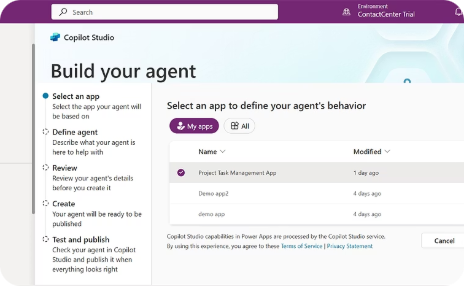 Search
Environment
ContactCenter Trial
Copilot Studio
Build your agent
Select an app
Select the app your agent will
be based on
Define agent
Describe what your agent is
here to help with
Review
Review your agent's details
before you create it
Create
Your agent will be ready to be
published
Test and publish
Check your agent in Copilot
Studio and publish it when
everything looks right
Select an app to define your agent's behavior
My apps
All
Name
Modified
Project Task Management App
1 day ago
Demo app2
4 days ago
demo app
4 days ago
Copilot Studio capabilities in Power Apps are processed by the Copilot Studio service.
By using this experience, you agree to these Terms of Service | Privacy Statement
Cancel